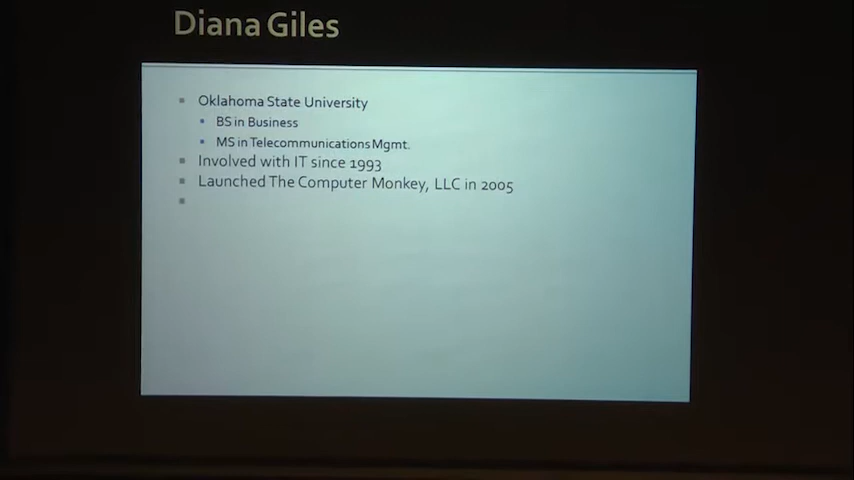 Diana Giles
Oklahoma State University
BS in Business
MS in Telecommunications Mgmt.
Involved with IT since 1993
Launched The Computer Monkey, LLC in 2005